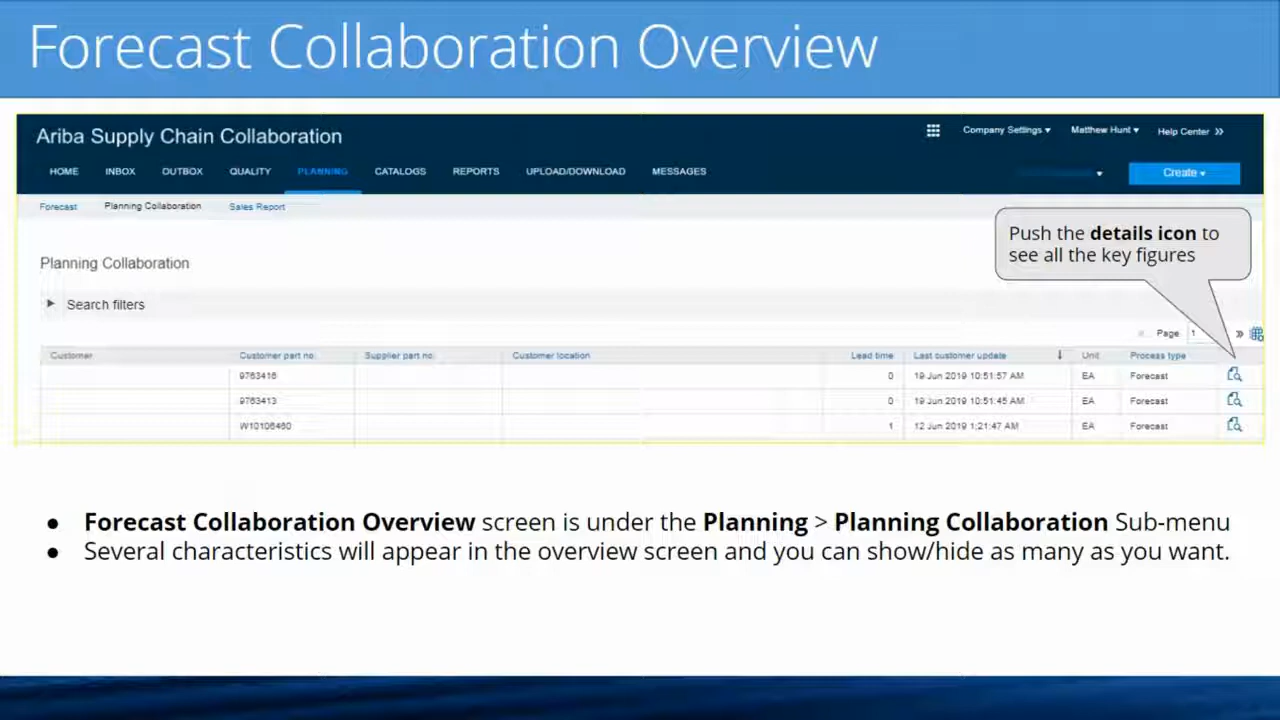 Forecast Collaboration Overview
Ariba Supply Chain Collaboration
Company Settings
Matthew Hunt
Help Center
HOME INBOX OUTBOX QUALITY PLANNING CATALOGS REPORTS UPLOAD/DOWNLOAD MESSAGES
Create
Forecast Planning Collaboration Sales Report
Push the details icon to
see all the key figures
Planning Collaboration
Search filters
Page 1
Customer Customer part no. Supplier part no. Customer location Lead time Last customer update Unit Process type
9763416 0 19 Jun 2019 10:51:57 AM EA Forecast
9763413 0 19 Jun 2019 10:51:45 AM EA Forecast
W10106460 1 12 Jun 2019 1:21:47 AM EA Forecast
● Forecast Collaboration Overview screen is under the Planning > Planning Collaboration Sub-menu
● Several characteristics will appear in the overview screen and you can show/hide as many as you want.